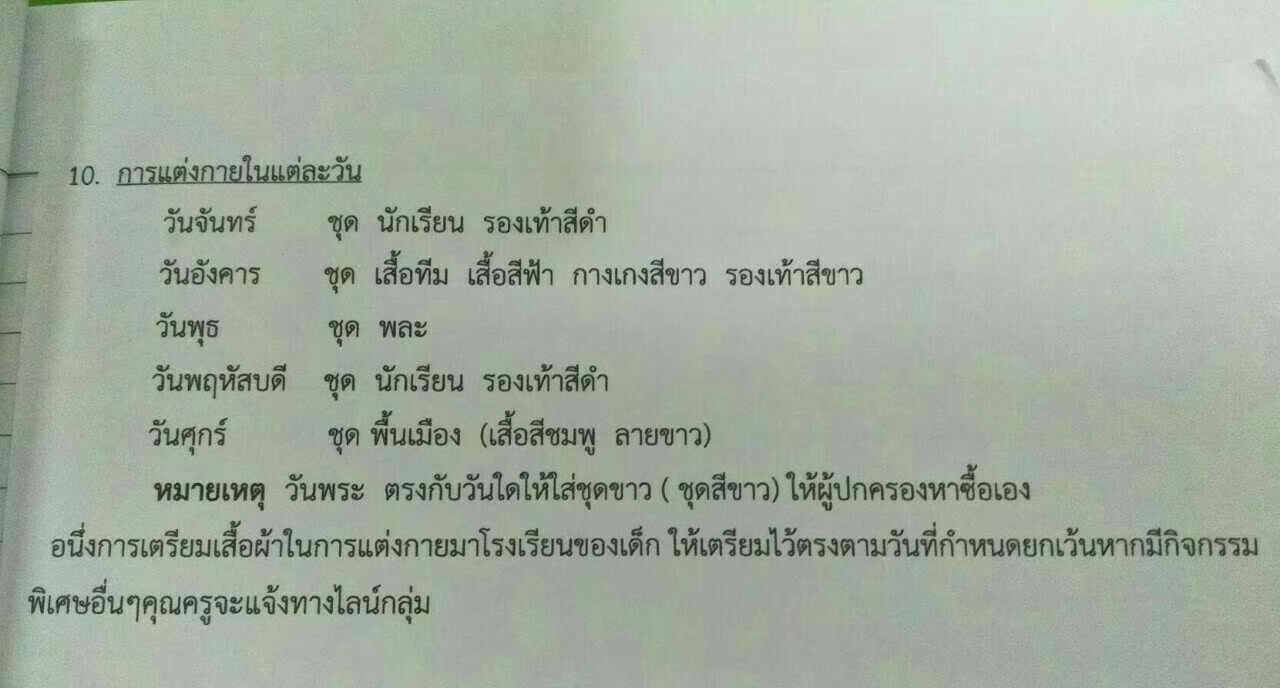 10. การแต่งกายในแต่ละวัน
วันจันทร์ ชุด นักเรียน รองเท้าสีดำ
วันอังคาร ชุด เสื้อทีม เสื้อสีฟ้า กางเกงสีขาว รองเท้าสีขาว
วันพุธ ชุด พละ
วันพฤหัสบดี ชุด นักเรียน รองเท้าสีดำ
วันศุกร์ ชุด พื้นเมือง (เสื้อสีชมพู ลายขาว)
หมายเหตุ วันพระ ตรงกับวันใดให้ใส่ชุดขาว ( ชุดสีขาว) ให้ผู้ปกครองหาซื้อเอง
อนึ่งการเตรียมเสื้อผ้าในการแต่งกายมาโรงเรียนของเด็ก ให้เตรียมไว้ตรงตามวันที่กำหนดยกเว้นหากมีกิจกรรม
พิเศษอื่นๆคุณครูจะแจ้งทางไลน์กลุ่ม